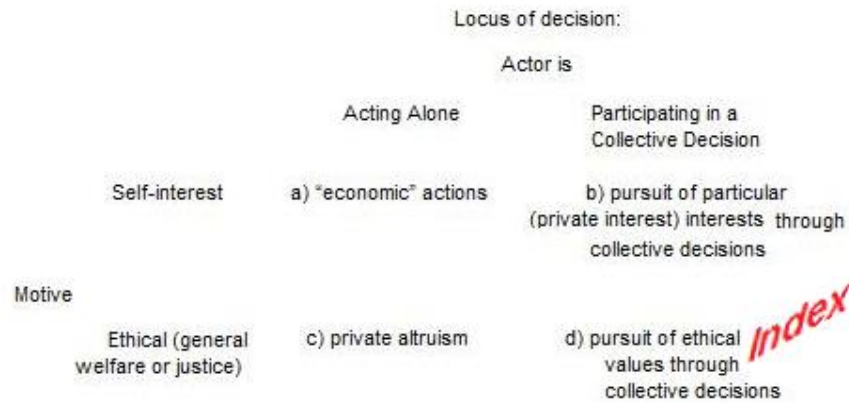 Locus of decision:
Actor is
Acting Alone
Participating in a
Collective Decision
Self-interest
a) “economic” actions
b) pursuit of particular
(private interest) interests through
collective decisions
Motive
Ethical (general
welfare or justice)
c) private altruism
d) pursuit of ethical
values through
collective decisions
Index